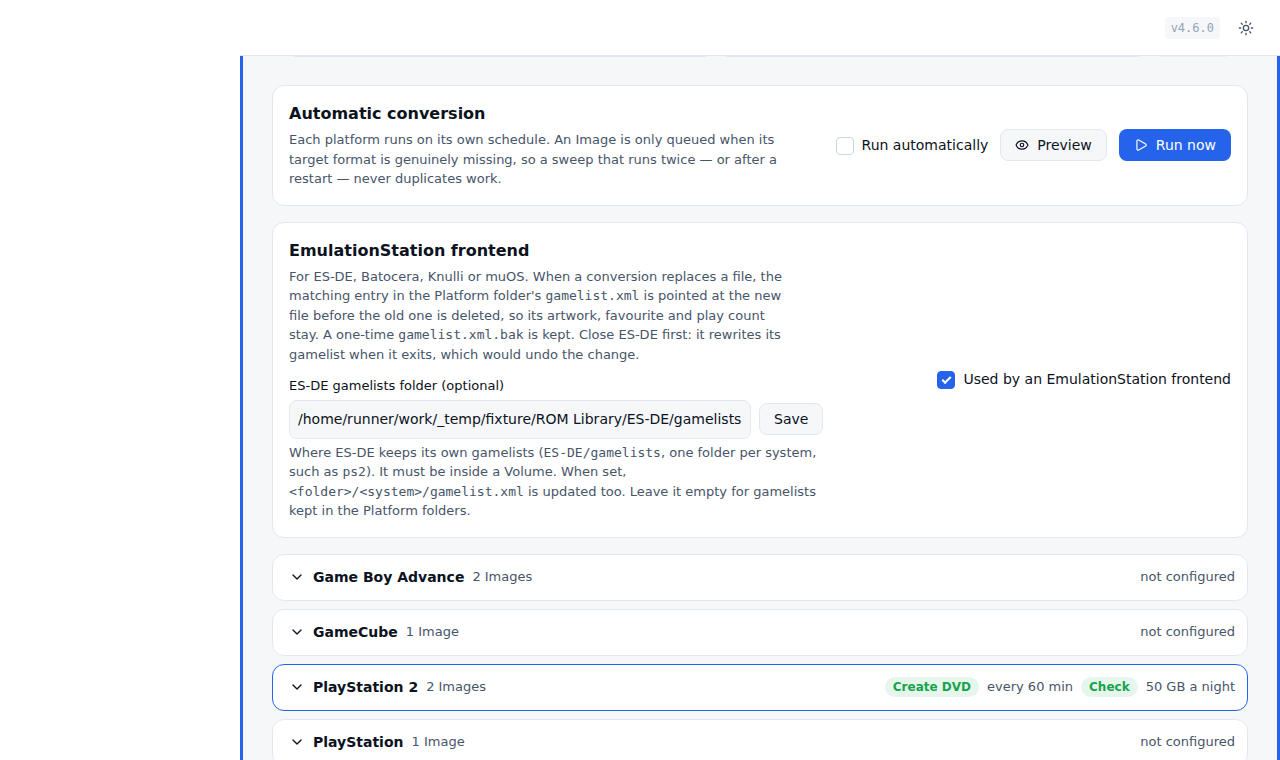 v4.6.0
Automatic conversion
Each platform runs on its own schedule. An Image is only queued when its
target format is genuinely missing, so a sweep that runs twice — or after a
restart — never duplicates work.
Run automatically
Preview
Run now
EmulationStation frontend
For ES-DE, Batocera, Knulli or muOS. When a conversion replaces a file, the
matching entry in the Platform folder's gamelist.xml is pointed at the new
file before the old one is deleted, so its artwork, favourite and play count
stay. A one-time gamelist.xml.bak is kept. Close ES-DE first: it rewrites its
gamelist when it exits, which would undo the change.
ES-DE gamelists folder (optional)
/home/runner/work/_temp/fixture/ROM Library/ES-DE/gamelists
Save
Where ES-DE keeps its own gamelists (ES-DE/gamelists, one folder per system,
such as ps2). It must be inside a Volume. When set,
<folder>/<system>/gamelist.xml is updated too. Leave it empty for gamelists
kept in the Platform folders.
Used by an EmulationStation frontend
Game Boy Advance 2 Images not configured
GameCube 1 Image not configured
PlayStation 2 2 Images Create DVD every 60 min Check 50 GB a night
PlayStation 1 Image not configured